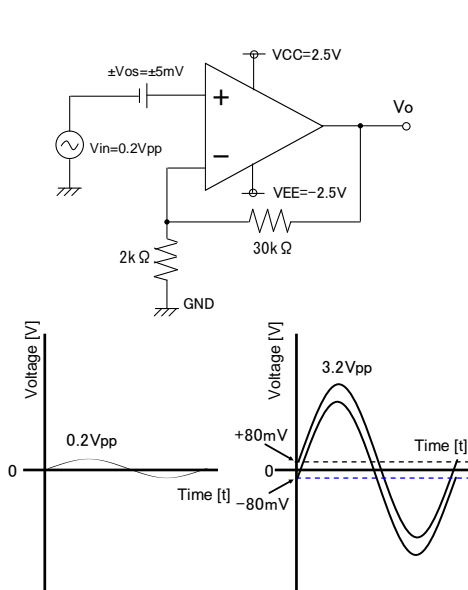 VCC=2.5V
±Vos=±5mV
Vo
+
Vin=0.2Vpp
−
VEE=−2.5V
2kΩ
30kΩ
GND
Voltage [V]
0.2Vpp
0
Time [t]
Voltage [V]
3.2Vpp
+80mV
Time [t]
0
−80mV